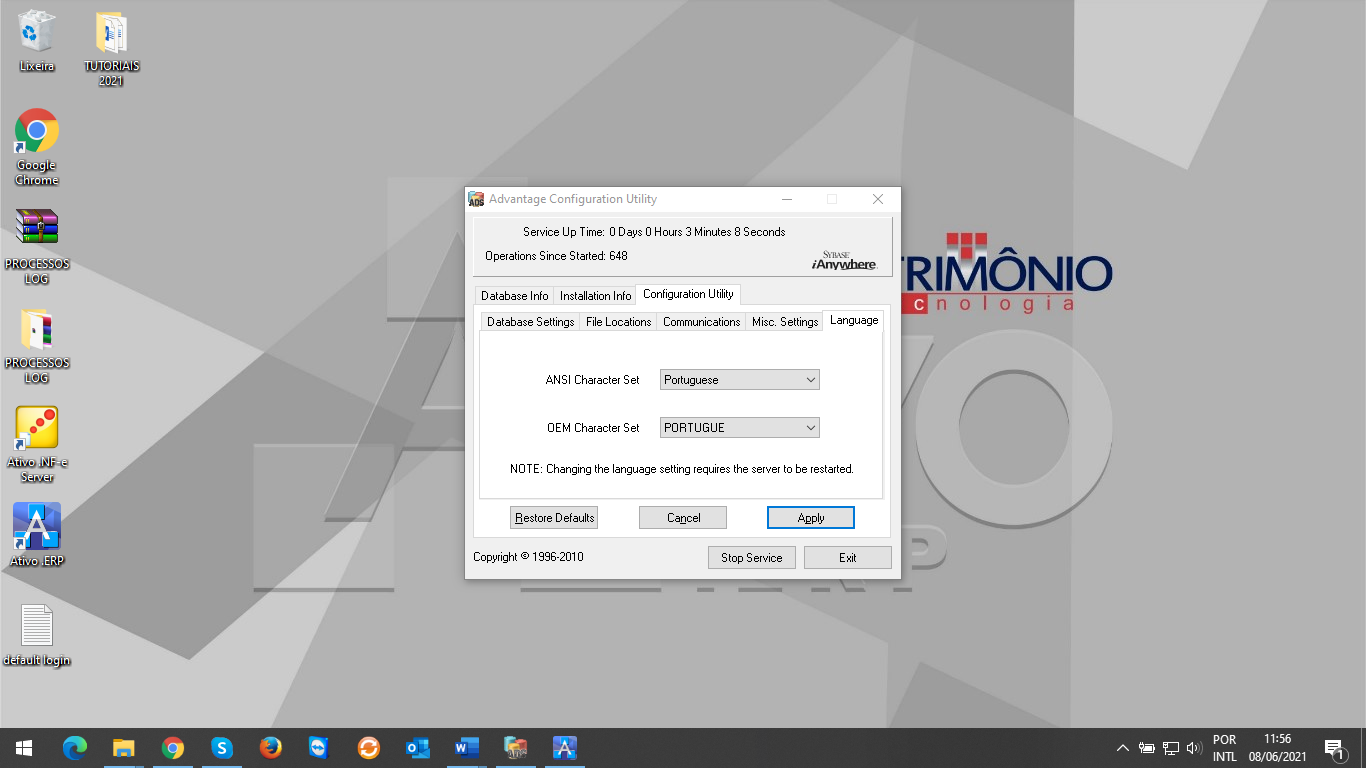 Lixeira
TUTORIAIS
2021
Google
Chrome
PROCESSOS
LOG
PROCESSOS
LOG
Ativo .NF-e
Server
Ativo .ERP
default login
Advantage Configuration Utility
Service Up Time: 0 Days 0 Hours 3 Minutes 8 Seconds
Operations Since Started: 648
SYBASE
iAnywhere
Database Info
Installation Info
Configuration Utility
Database Settings
File Locations
Communications
Misc. Settings
Language
ANSI Character Set
Portuguese
OEM Character Set
PORTUGUE
NOTE: Changing the language setting requires the server to be restarted.
Restore Defaults
Cancel
Apply
Copyright © 1996-2010
Stop Service
Exit
TRIMÔNIO
cnologia
POR
INTL
11:56
08/06/2021
1